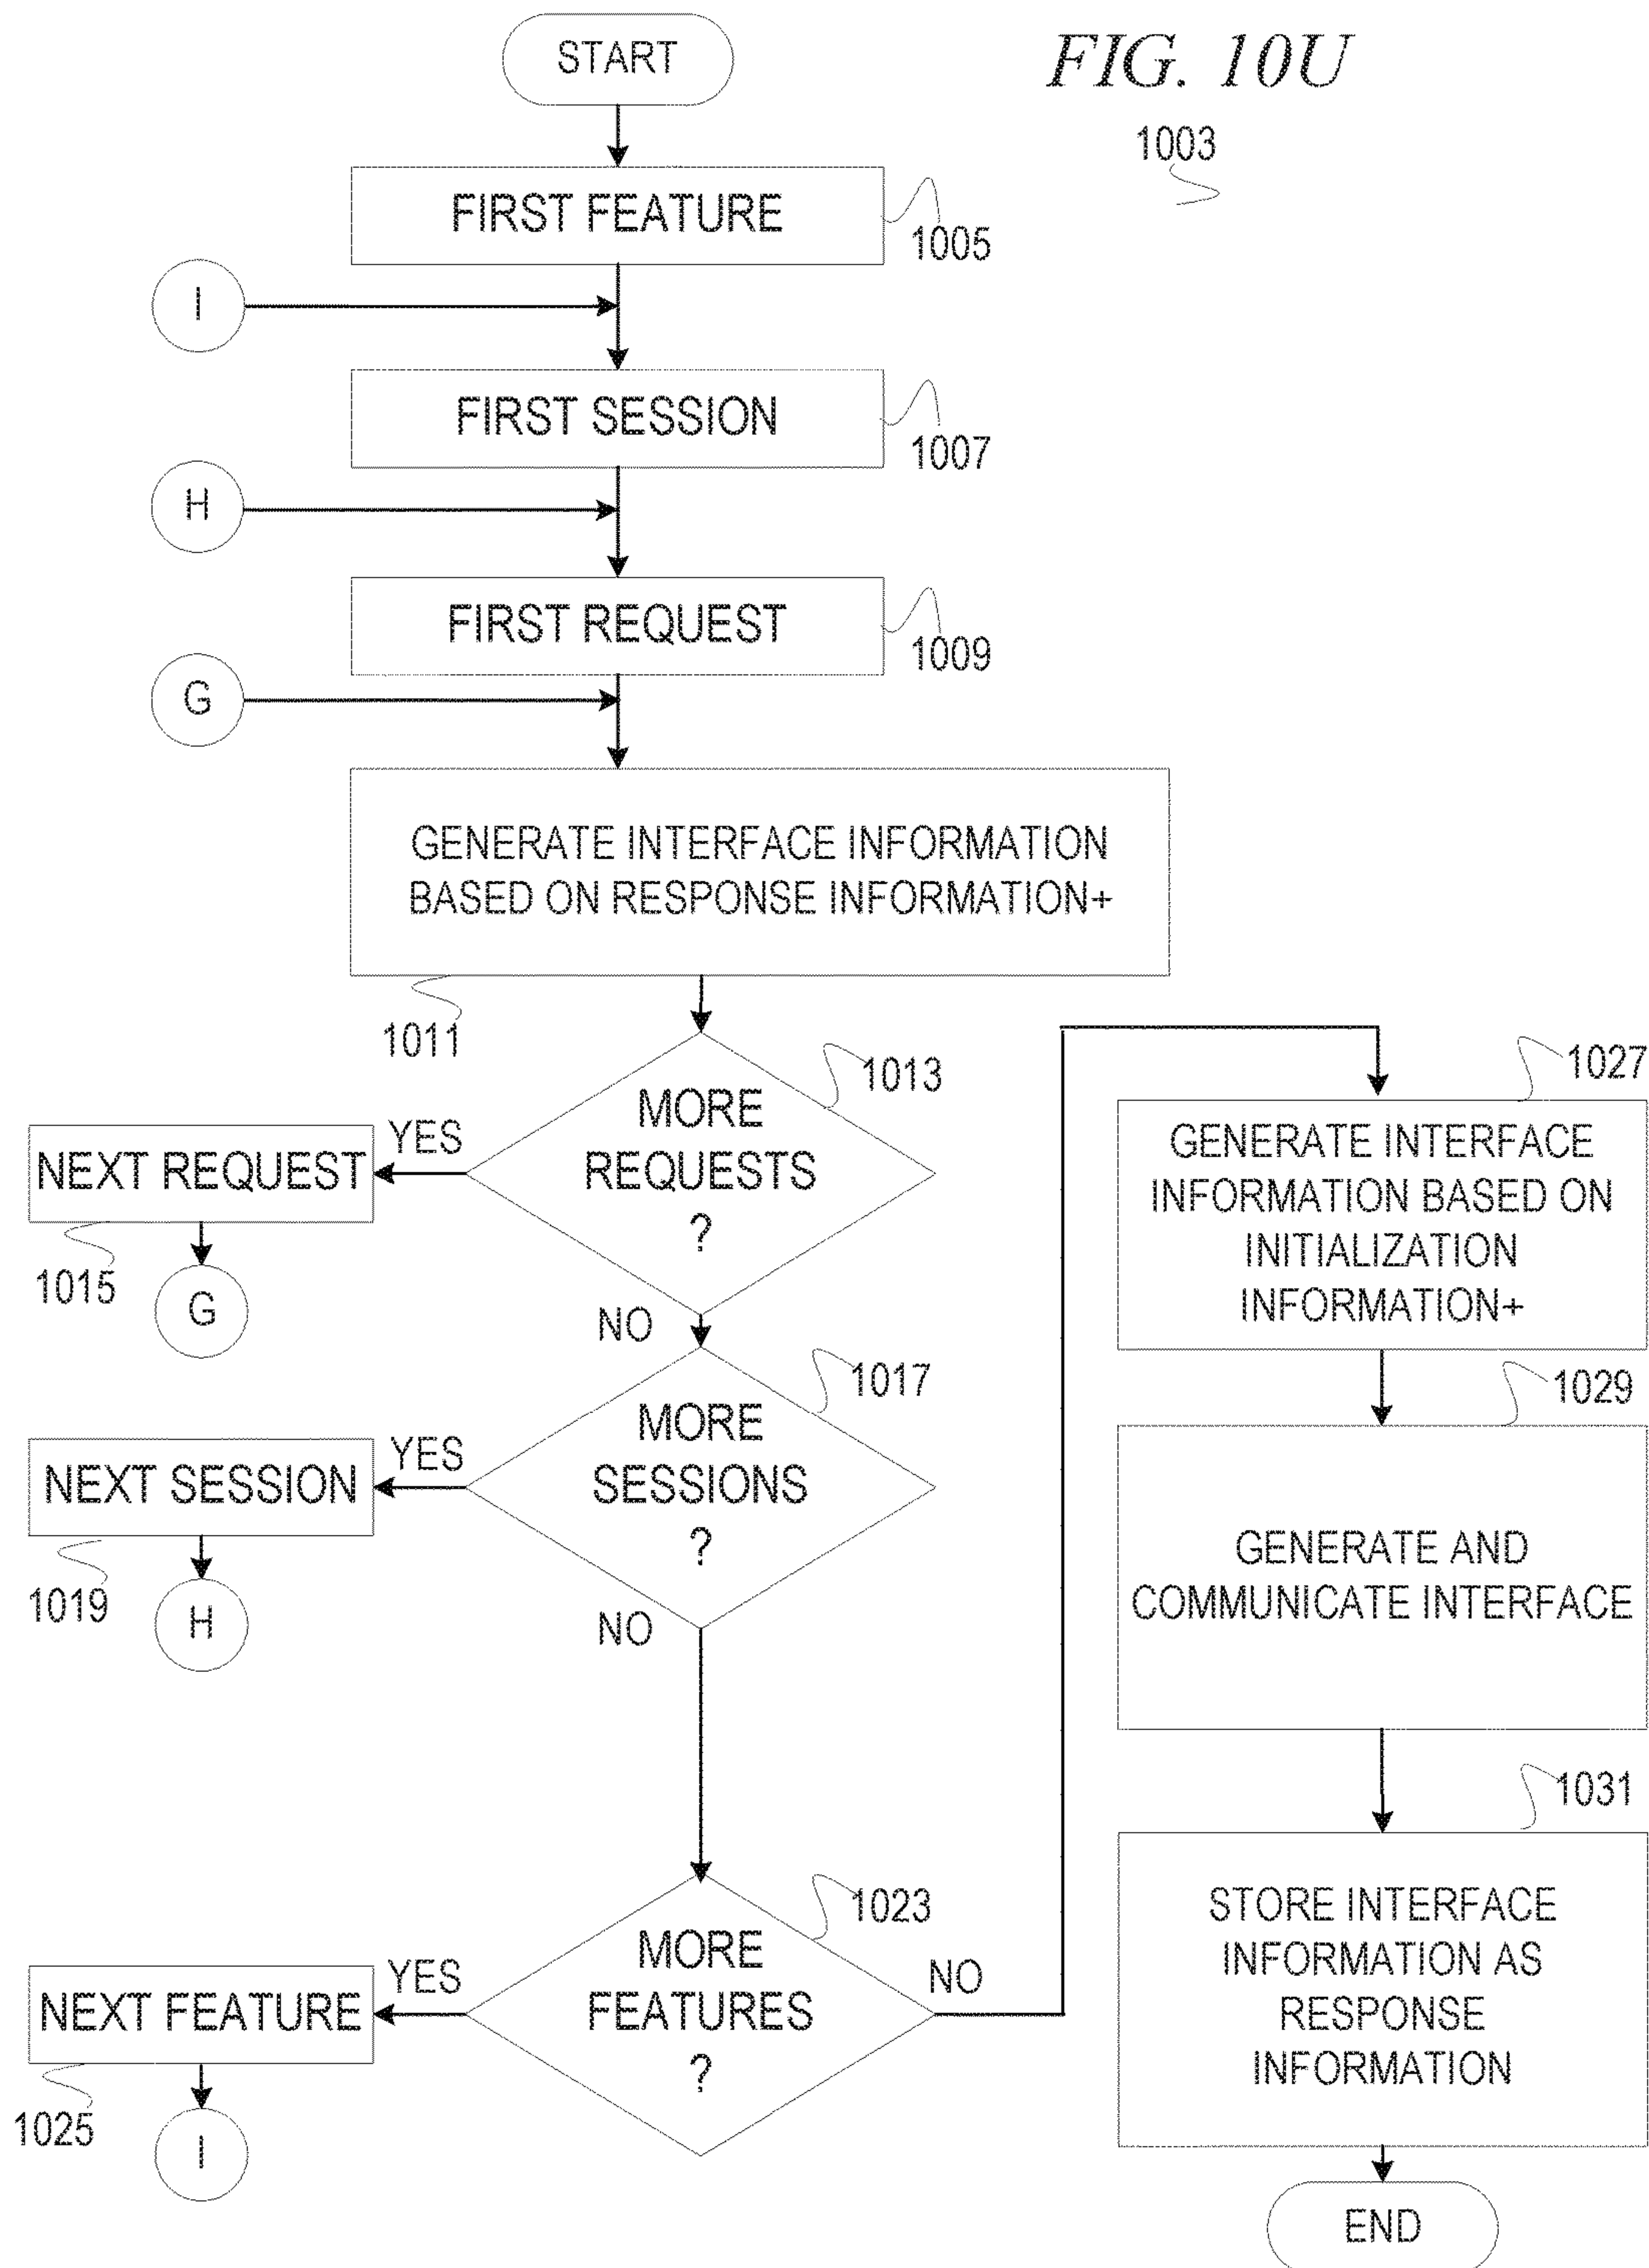 START
FIG. 10U
1003
FIRST FEATURE
1005
I
FIRST SESSION
1007
H
FIRST REQUEST
1009
G
GENERATE INTERFACE INFORMATION
BASED ON RESPONSE INFORMATION+
1011
MORE
REQUESTS
?
1013
YES
NEXT REQUEST
1015
G
NO
MORE
SESSIONS
?
1017
YES
NEXT SESSION
1019
H
NO
MORE
FEATURES
?
1023
YES
NEXT FEATURE
1025
I
NO
1027
GENERATE INTERFACE
INFORMATION BASED ON
INITIALIZATION
INFORMATION+
1029
GENERATE AND
COMMUNICATE INTERFACE
1031
STORE INTERFACE
INFORMATION AS
RESPONSE
INFORMATION
END